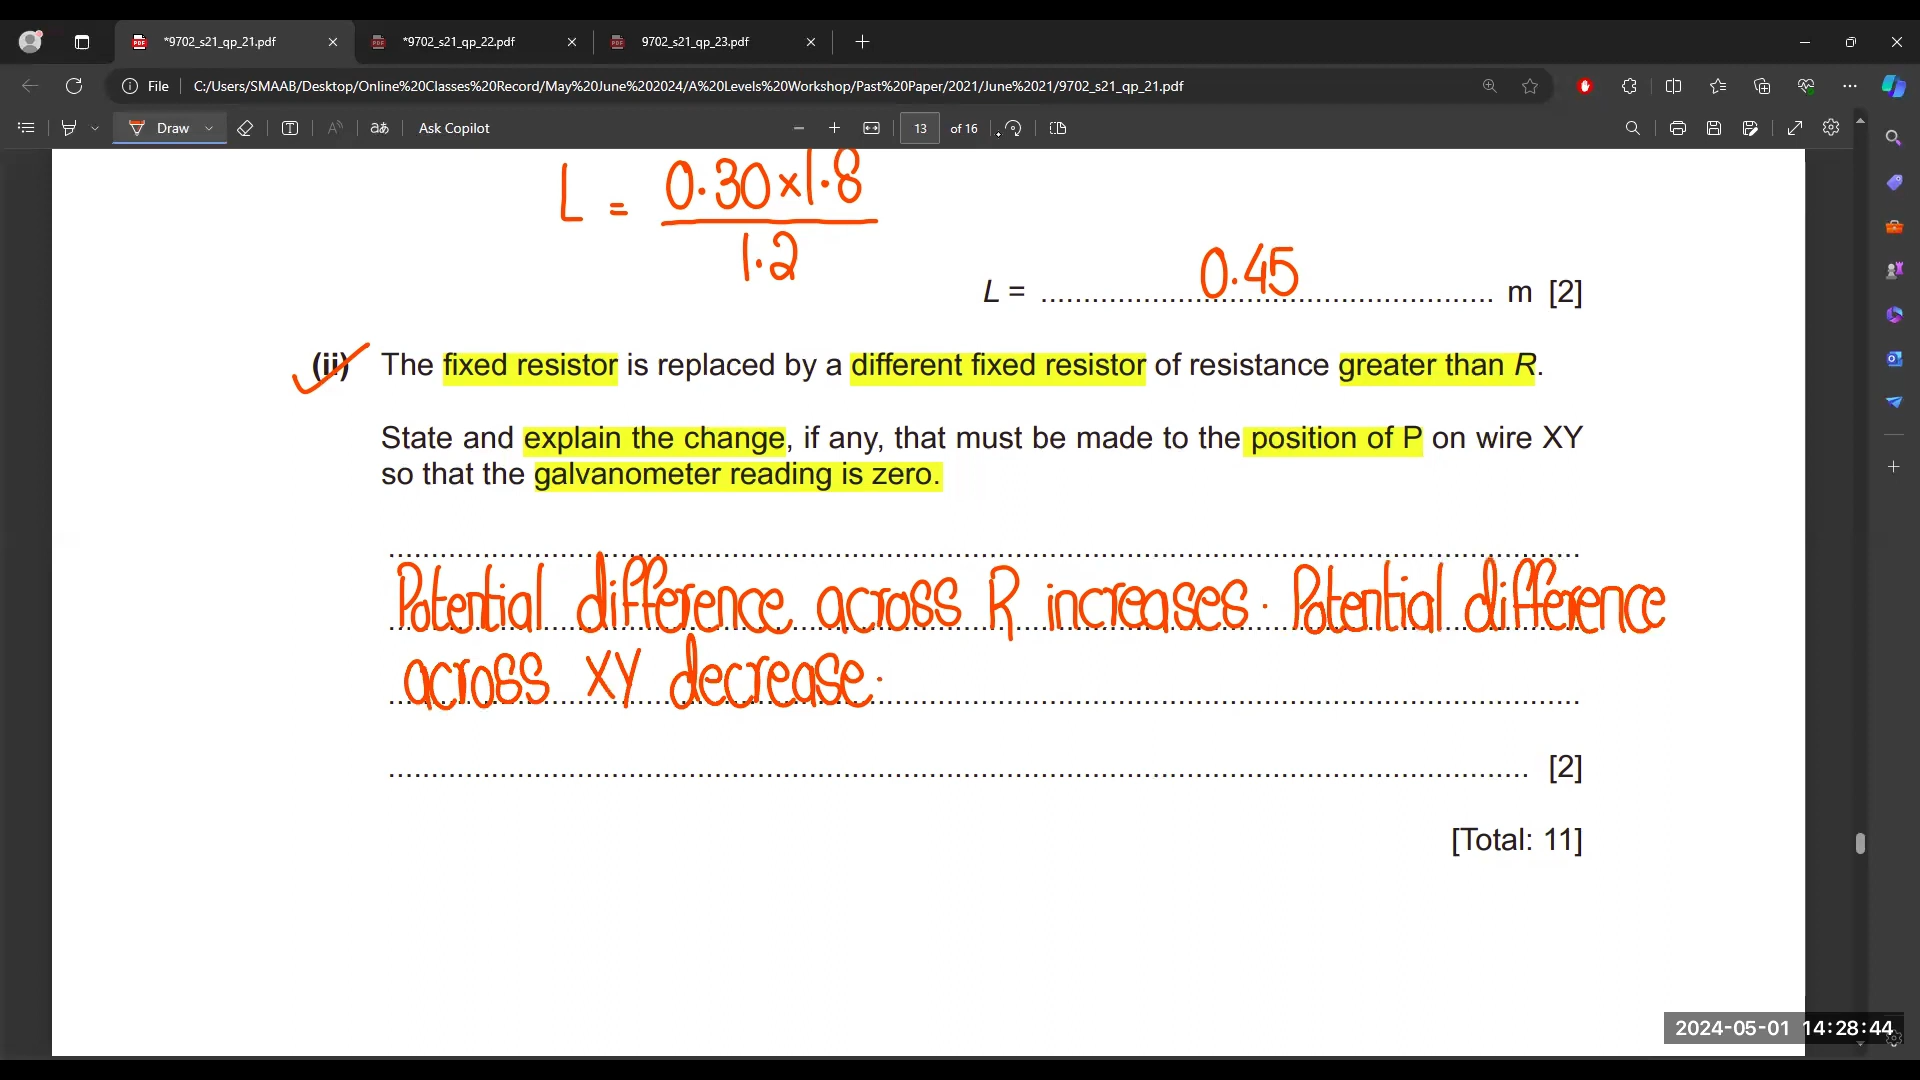 *9702_s21_qp_21.pdf
*9702_s21_qp_22.pdf
9702_s21_qp_23.pdf
File
C:/Users/SMAAB/Desktop/Online%20Classes%20Record/May%20June%202024/A%20Levels%20Workshop/Past%20Paper/2021/June%2021/9702_s21_qp_21.pdf
Draw
aあ
Ask Copilot
13 of 16
L = 0.30×1.8
1.2
0.45
L = ........................................ m [2]
(ii) The fixed resistor is replaced by a different fixed resistor of resistance greater than R.
State and explain the change, if any, that must be made to the position of P on wire XY
so that the galvanometer reading is zero.
Potential difference across R increases. Potential difference
across XY decrease.
[2]
[Total: 11]
2024-05-01 14:28:44